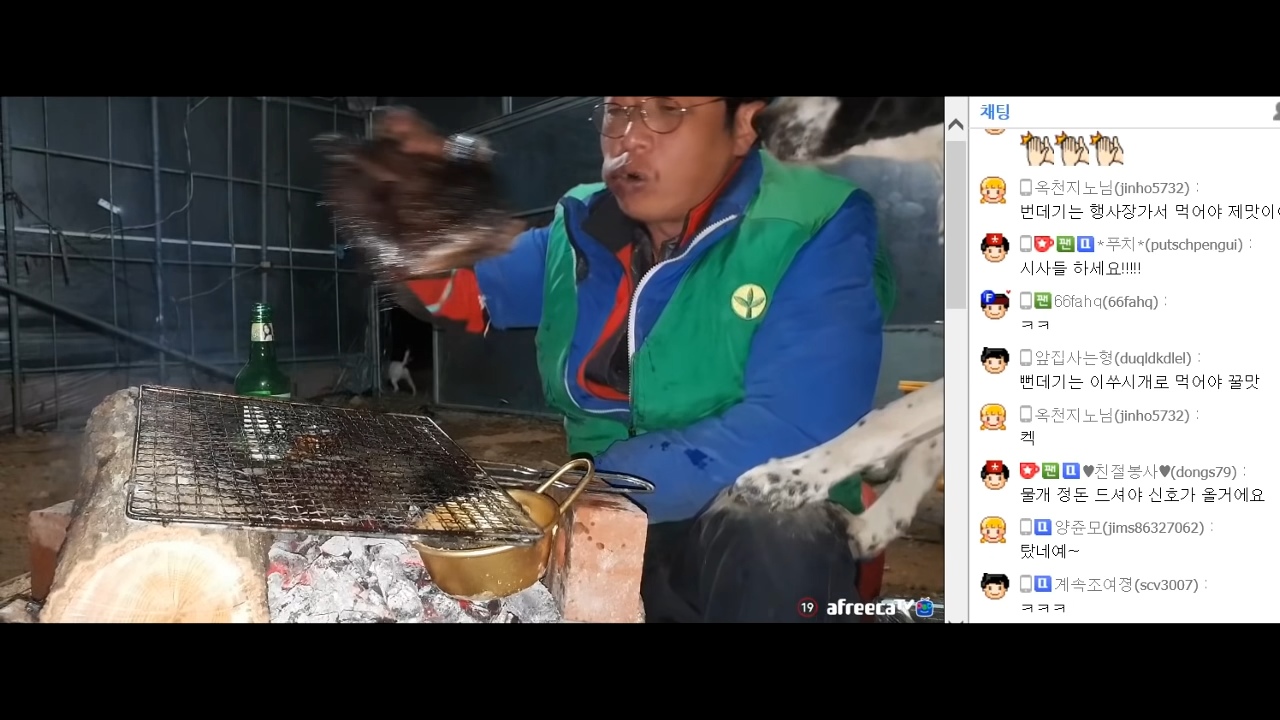 채팅
옥천지노님(jinho5732) :
번데기는 행사장가서 먹어야 제맛이
팬 *푸치*(putschpengui) :
시사들 하세요!!!!!
F 팬 66fahq(66fahq) :
ㅋㅋ
앞집사는형(duqldkdlel) :
뻔데기는 이쑤시개로 먹어야 꿀맛
옥천지노님(jinho5732) :
켁
팬 ♥친절봉사♥(dongs79) :
물개 정돈 드셔야 신호가 올거에요
양쥰모(jims86327062) :
탔네예~
계속조여졍(scv3007) :
ㅋㅋㅋ
19 afreecaTV